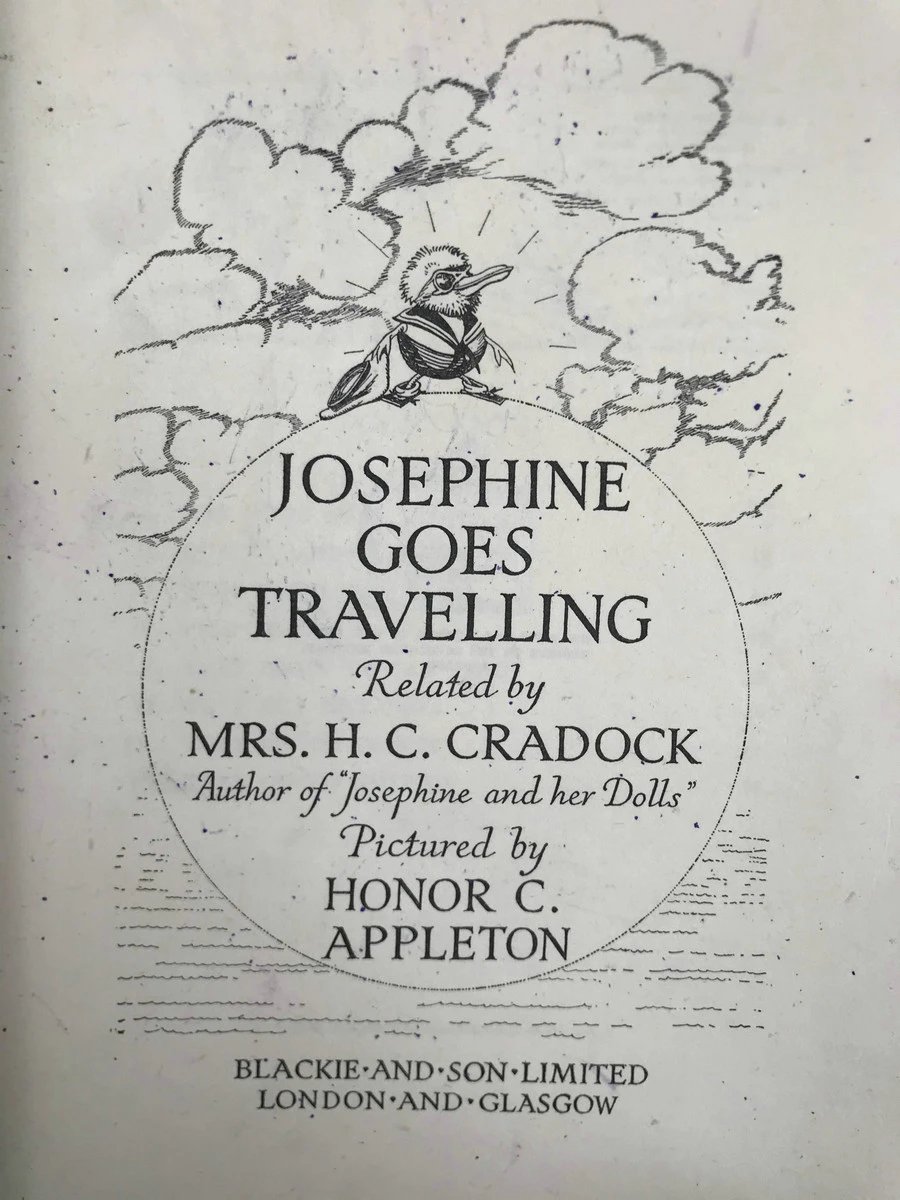 JOSEPHINE
GOES
TRAVELLING
Related by
MRS. H. C. CRADOCK
Author of "Josephine and her Dolls"
Pictured by
HONOR C.
APPLETON
BLACKIE·AND·SON·LIMITED
LONDON·AND·GLASGOW